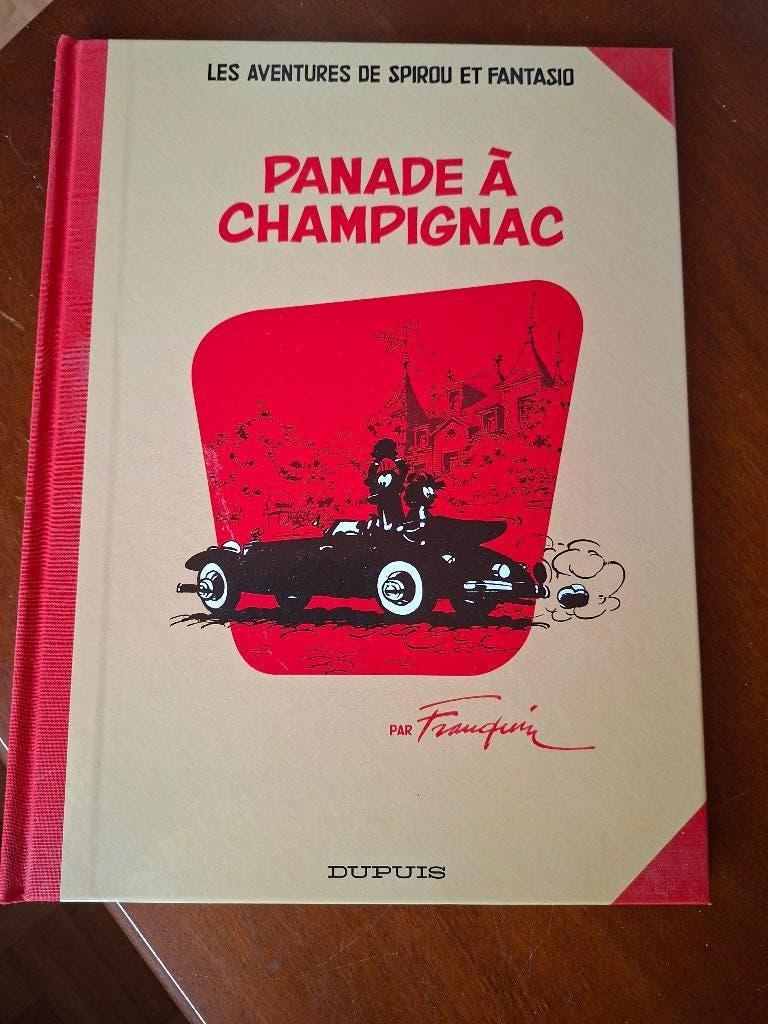 LES AVENTURES DE SPIROU ET FANTASIO
PANADE À
CHAMPIGNAC
PAR Franquin
DUPUIS